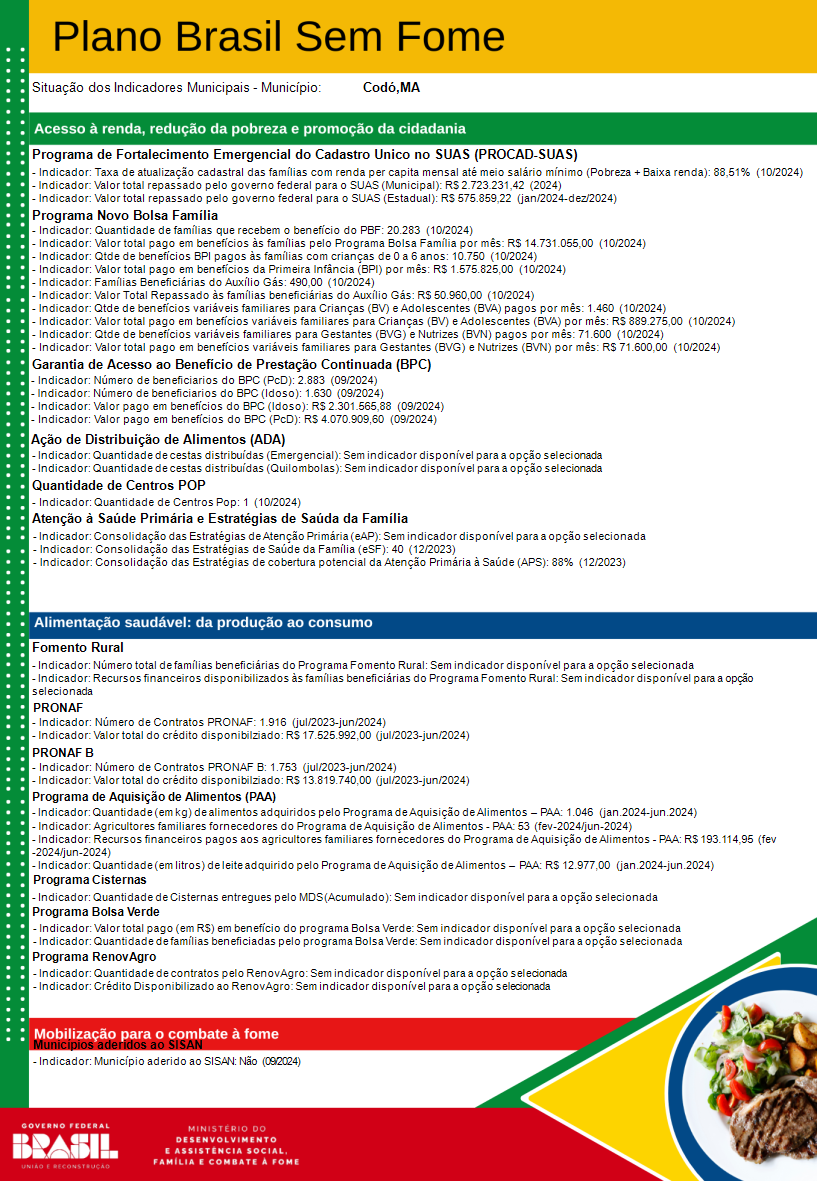 Plano Brasil Sem Fome
Situação dos Indicadores Municipais - Município: Codó,MA
Acesso à renda, redução da pobreza e promoção da cidadania
Programa de Fortalecimento Emergencial do Cadastro Unico no SUAS (PROCAD-SUAS)
- Indicador: Taxa de atualização cadastral das famílias com renda per capita mensal até meio salário mínimo (Pobreza + Baixa renda): 88,51% (10/2024)
- Indicador: Valor total repassado pelo governo federal para o SUAS (Municipal): R$ 2.723.231,42 (2024)
- Indicador: Valor total repassado pelo governo federal para o SUAS (Estadual): R$ 575.859,22 (jan/2024-dez/2024)
Programa Novo Bolsa Família
- Indicador: Quantidade de famílias que recebem o benefício do PBF: 20.283 (10/2024)
- Indicador: Valor total pago em benefícios às famílias pelo Programa Bolsa Família por mês: R$ 14.731.055,00 (10/2024)
- Indicador: Qtde de benefícios BPI pagos às famílias com crianças de 0 a 6 anos: 10.750 (10/2024)
- Indicador: Valor total pago em benefícios da Primeira Infância (BPI) por mês: R$ 1.575.825,00 (10/2024)
- Indicador: Famílias Beneficiárias do Auxílio Gás: 490,00 (10/2024)
- Indicador: Valor Total Repassado às famílias beneficiárias do Auxílio Gás: R$ 50.960,00 (10/2024)
- Indicador: Qtde de benefícios variáveis familiares para Crianças (BV) e Adolescentes (BVA) pagos por mês: 1.460 (10/2024)
- Indicador: Valor total pago em benefícios variáveis familiares para Crianças (BV) e Adolescentes (BVA) por mês: R$ 889.275,00 (10/2024)
- Indicador: Qtde de benefícios variáveis familiares para Gestantes (BVG) e Nutrizes (BVN) pagos por mês: 71.600 (10/2024)
- Indicador: Valor total pago em benefícios variáveis familiares para Gestantes (BVG) e Nutrizes (BVN) por mês: R$ 71.600,00 (10/2024)
Garantia de Acesso ao Benefício de Prestação Continuada (BPC)
- Indicador: Número de beneficiarios do BPC (PcD): 2.883 (09/2024)
- Indicador: Número de beneficiarios do BPC (Idoso): 1.630 (09/2024)
- Indicador: Valor pago em benefícios do BPC (Idoso): R$ 2.301.565,88 (09/2024)
- Indicador: Valor pago em benefícios do BPC (PcD): R$ 4.070.909,60 (09/2024)
Ação de Distribuição de Alimentos (ADA)
- Indicador: Quantidade de cestas distribuídas (Emergencial): Sem indicador disponível para a opção selecionada
- Indicador: Quantidade de cestas distribuídas (Quilombolas): Sem indicador disponível para a opção selecionada
Quantidade de Centros POP
- Indicador: Quantidade de Centros Pop: 1 (10/2024)
Atenção à Saúde Primária e Estratégias de Saúda da Família
- Indicador: Consolidação das Estratégias de Atenção Primária (eAP): Sem indicador disponível para a opção selecionada
- Indicador: Consolidação das Estratégias de Saúde da Família (eSF): 40 (12/2023)
- Indicador: Consolidação das Estratégias de cobertura potencial da Atenção Primária à Saúde (APS): 88% (12/2023)
Alimentação saudável: da produção ao consumo
Fomento Rural
- Indicador: Número total de famílias beneficiárias do Programa Fomento Rural: Sem indicador disponível para a opção selecionada
- Indicador: Recursos financeiros disponibilizados às famílias beneficiárias do Programa Fomento Rural: Sem indicador disponível para a opção
selecionada
PRONAF
- Indicador: Número de Contratos PRONAF: 1.916 (jul/2023-jun/2024)
- Indicador: Valor total do crédito disponibilziado: R$ 17.525.992,00 (jul/2023-jun/2024)
PRONAF B
- Indicador: Número de Contratos PRONAF B: 1.753 (jul/2023-jun/2024)
- Indicador: Valor total do crédito disponibilziado: R$ 13.819.740,00 (jul/2023-jun/2024)
Programa de Aquisição de Alimentos (PAA)
- Indicador: Quantidade (em kg) de alimentos adquiridos pelo Programa de Aquisição de Alimentos – PAA: 1.046 (jan.2024-jun.2024)
- Indicador: Agricultores familiares fornecedores do Programa de Aquisição de Alimentos - PAA: 53 (fev-2024/jun-2024)
- Indicador: Recursos financeiros pagos aos agricultores familiares fornecedores do Programa de Aquisição de Alimentos - PAA: R$ 193.114,95 (fev
-2024/jun-2024)
- Indicador: Quantidade (em litros) de leite adquirido pelo Programa de Aquisição de Alimentos – PAA: R$ 12.977,00 (jan.2024-jun.2024)
Programa Cisternas
- Indicador: Quantidade de Cisternas entregues pelo MDS (Acumulado): Sem indicador disponível para a opção selecionada
Programa Bolsa Verde
- Indicador: Valor total pago (em R$) em benefício do programa Bolsa Verde: Sem indicador disponível para a opção selecionada
- Indicador: Quantidade de famílias beneficiadas pelo programa Bolsa Verde: Sem indicador disponível para a opção selecionada
Programa RenovAgro
- Indicador: Quantidade de contratos pelo RenovAgro: Sem indicador disponível para a opção selecionada
- Indicador: Crédito Disponibilizado ao RenovAgro: Sem indicador disponível para a opção selecionada
Mobilização para o combate à fome
Municípios aderidos ao SISAN
- Indicador: Município aderido ao SISAN: Não (09/2024)
GOVERNO FEDERAL
BRASIL
UNIÃO E RECONSTRUÇÃO
MINISTÉRIO DO
DESENVOLVIMENTO
E ASSISTÊNCIA SOCIAL,
FAMÍLIA E COMBATE À FOME